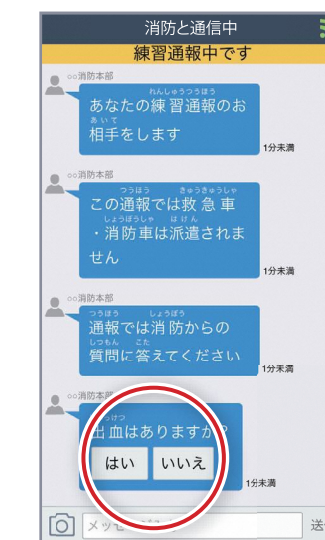 消防と通信中
練習通報中です
○○消防本部
れんしゅうつうほう
あなたの練習通報のお
あいて
相手をします
1分未満
○○消防本部
つうほう きゅうきゅうしゃ
この通報では救急車
しょうぼうしゃ はけん
・消防車は派遣されま
せん
1分未満
○○消防本部
つうほう しょうぼう
通報では消防からの
しつもん こた
質問に答えてください
1分未満
○○消防本部
出血はありますか?
はい いいえ
1分未満
メッセ
送